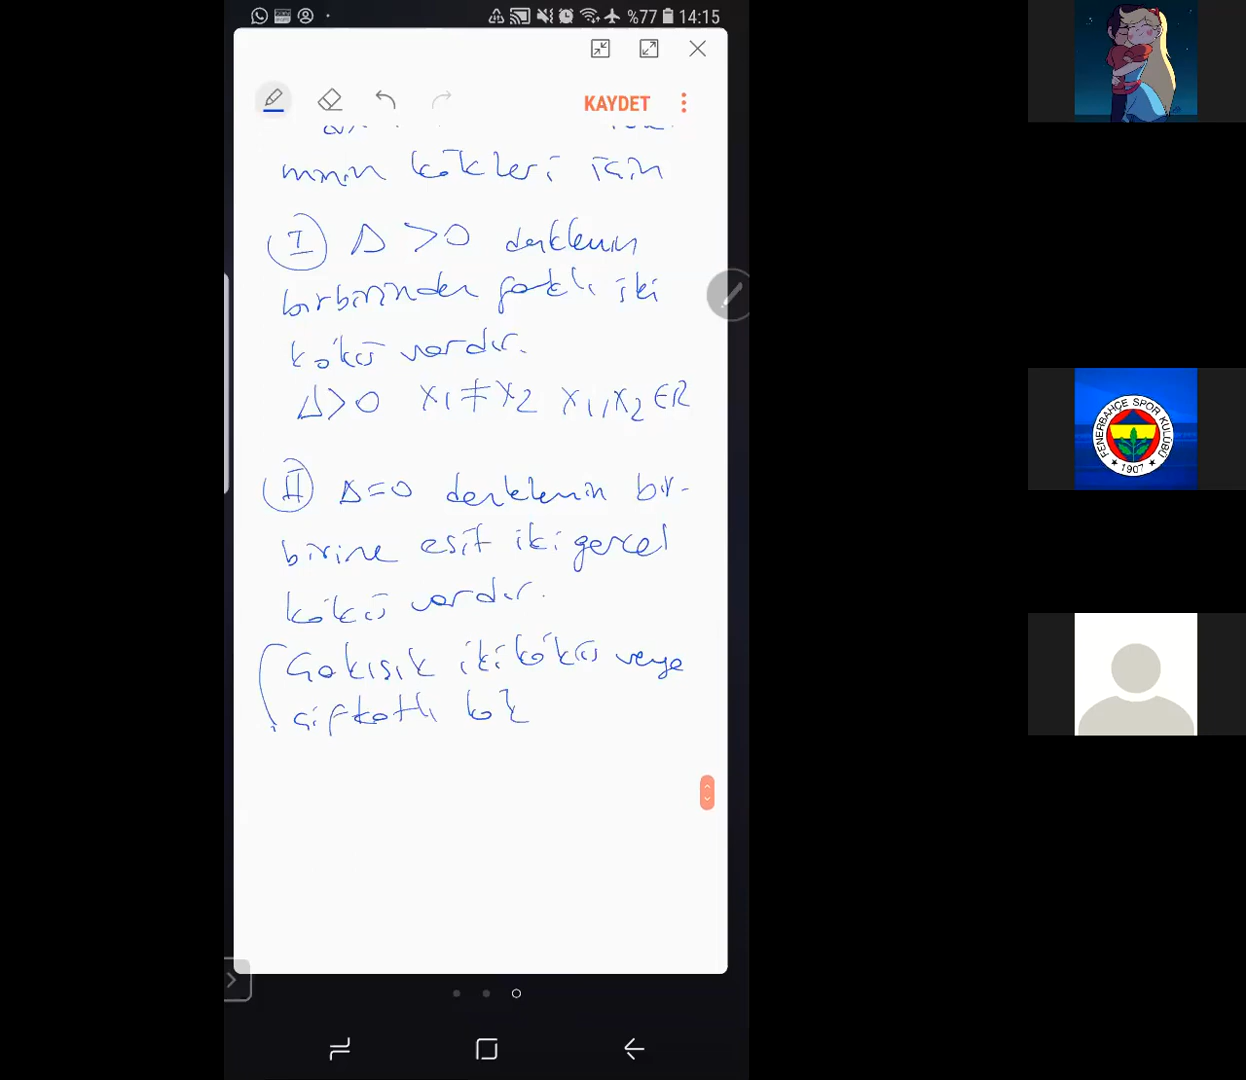 %77 14:15
KAYDET
minin kökleri için
I Δ >0 denklemin
birbirinden farklı iki
kökü vardır.
Δ>0 x1≠x2 x1,x2 ∈R
II Δ=0 denklemin bir-
birine eşit iki gerçel
kökü vardır.
(Çakışık iki kökü veya
çift katlı kök
FENERBAHÇE SPOR KULÜBÜ
★ 1907 ★